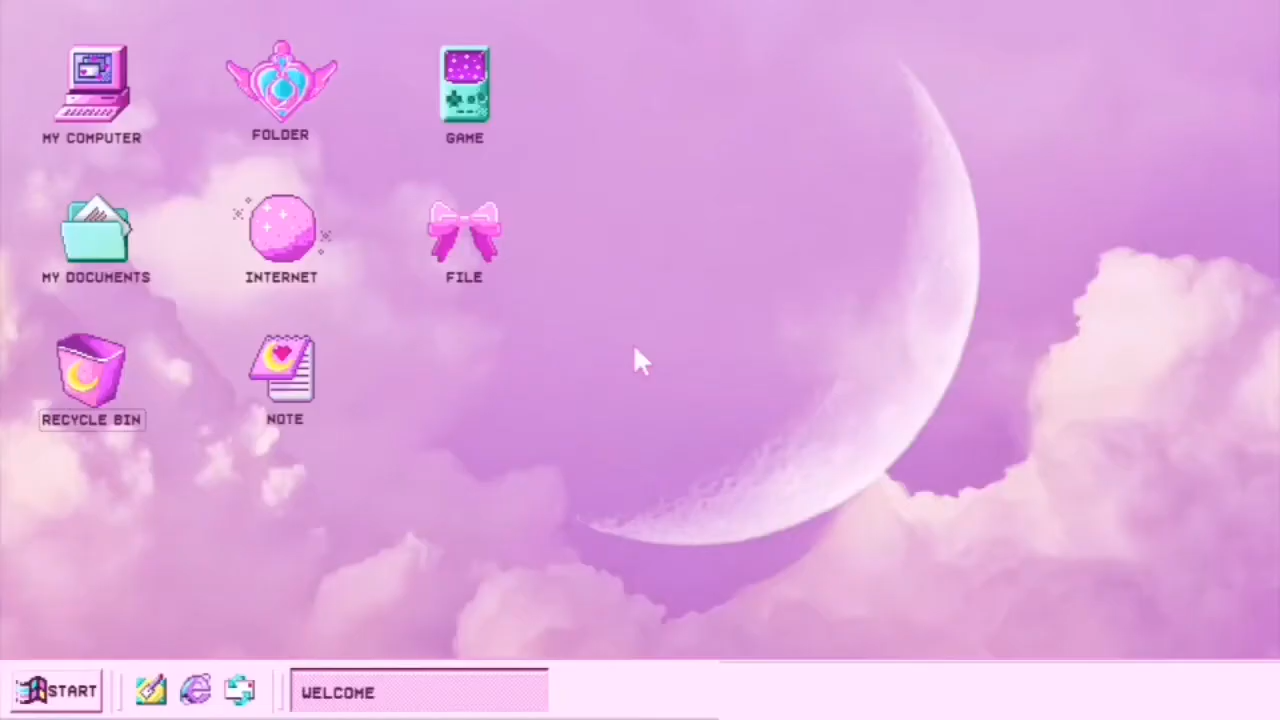 MY COMPUTER
FOLDER
GAME
MY DOCUMENTS
INTERNET
FILE
RECYCLE BIN
NOTE
START
WELCOME